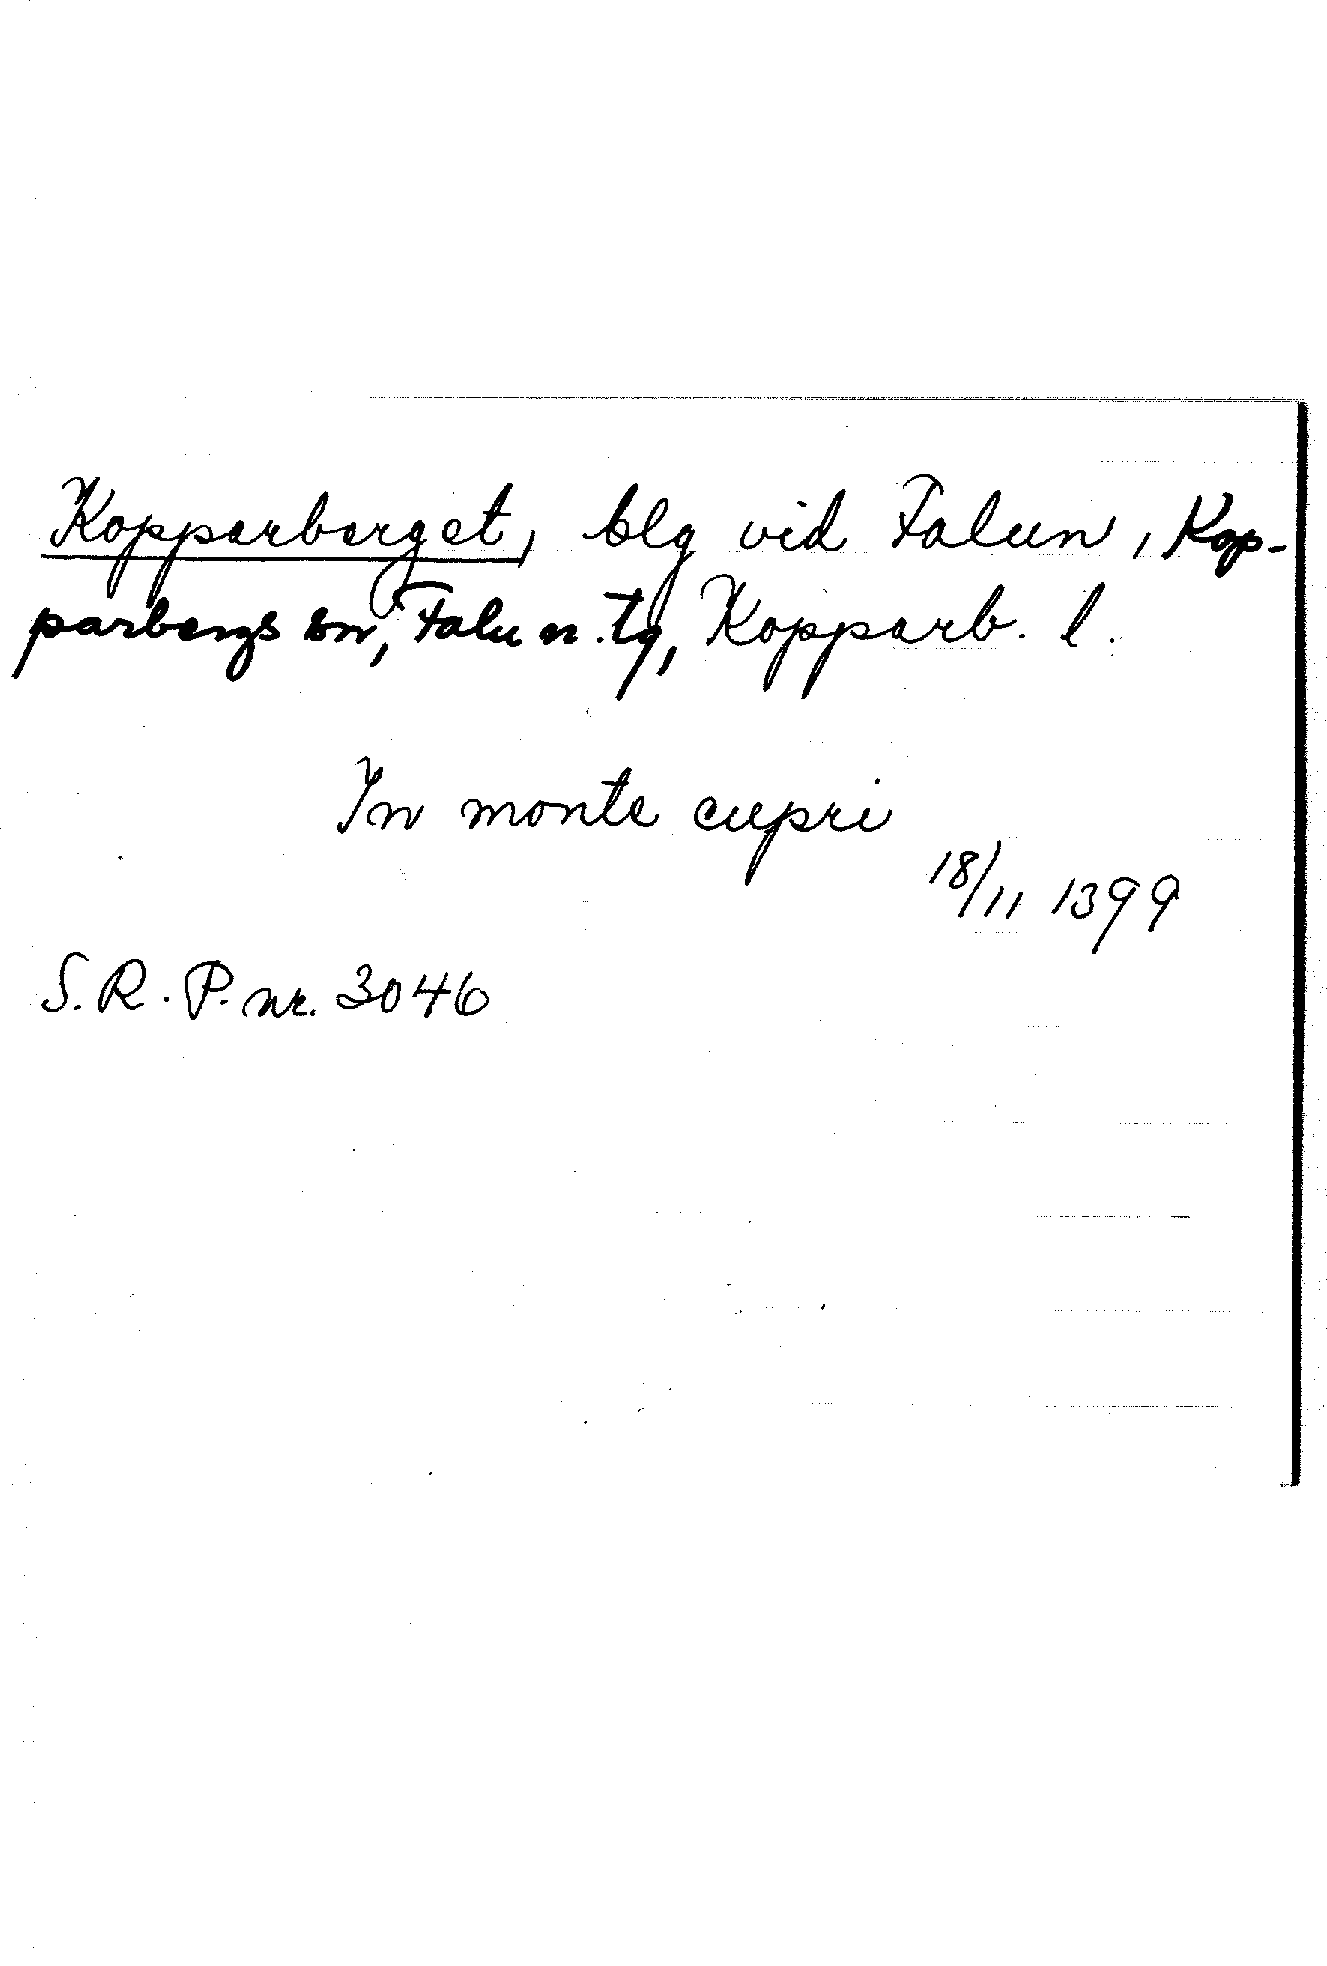 Kopparberget, blg vid Falun, Kop-
parbergs sn, Falu n. tg, Kopparb. l.
In monte cupri
18/11 1399
S. R. P. nr. 3046